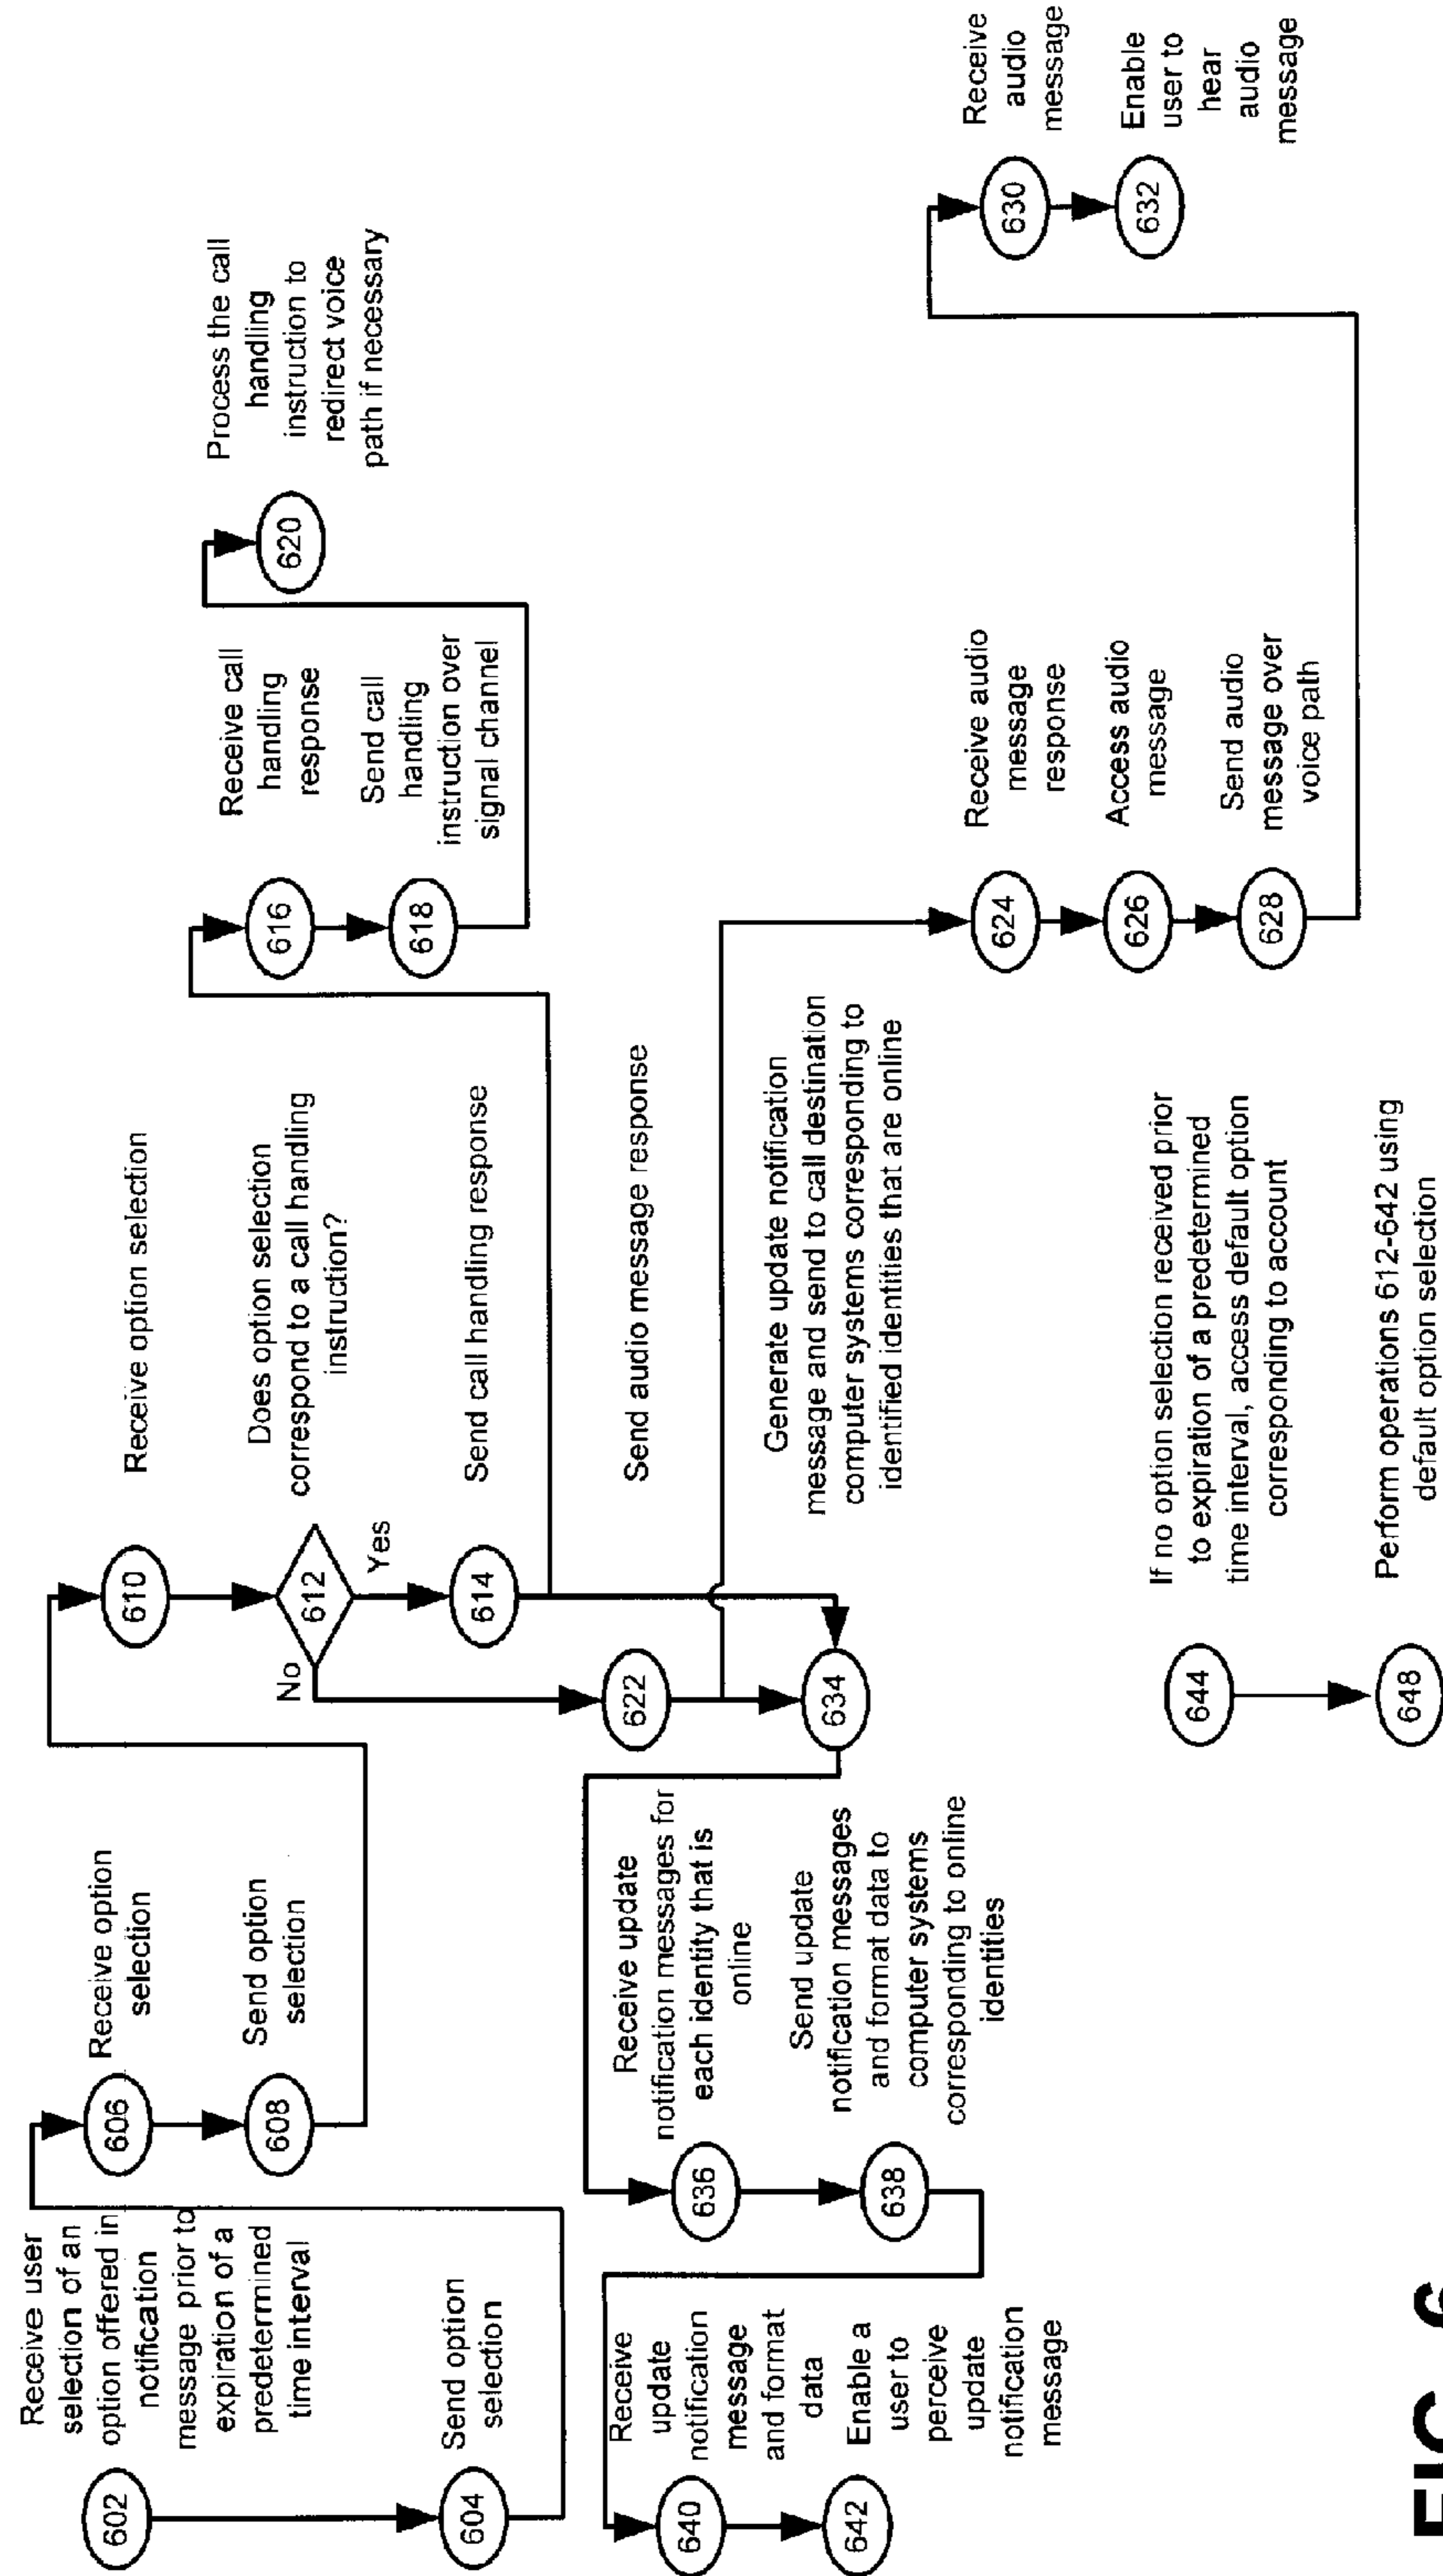 602
Receive user
selection of an
option offered in
notification
message prior to
expiration of a
predetermined
time interval
604
Send option
selection
606
Receive option
selection
608
Send option
selection
610
Receive option selection
612
Does option selection
correspond to a call handling
instruction?
No
Yes
614
Send call handling response
616
Receive call
handling
response
618
Send call
handling
instruction over
signal channel
620
Process the call
handling
instruction to
redirect voice
path if necessary
622
Send audio message response
624
Receive audio
message
response
626
Access audio
message
628
Send audio
message over
voice path
630
Receive
audio
message
632
Enable
user to
hear
audio
message
634
Generate update notification
message and send to call destination
computer systems corresponding to
identified identities that are online
636
Receive update
notification messages for
each identity that is
online
638
Send update
notification messages
and format data to
computer systems
corresponding to online
identities
640
Receive
update
notification
message
and format
data
642
Enable a
user to
perceive
update
notification
message
644
If no option selection received prior
to expiration of a predetermined
time interval, access default option
corresponding to account
648
Perform operations 612-642 using
default option selection